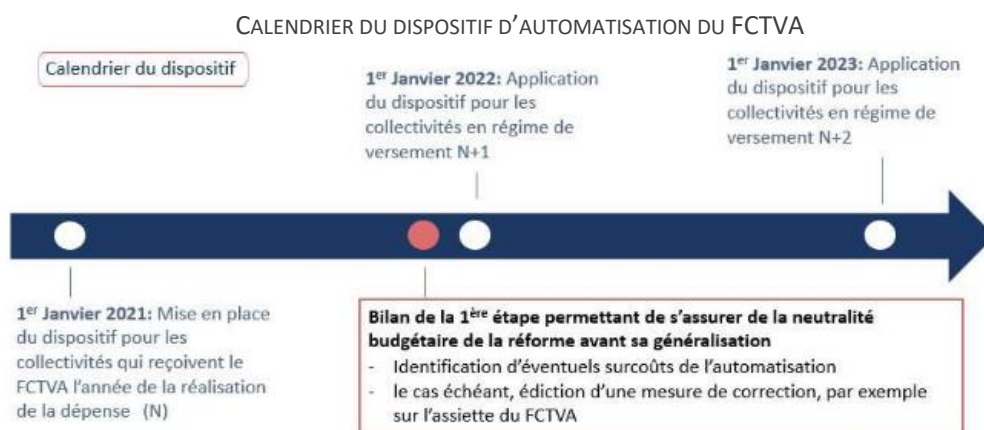 CALENDRIER DU DISPOSITIF D'AUTOMATISATION DU FCTVA
Calendrier du dispositif
1er Janvier 2022: Application
du dispositif pour les
collectivités en régime de
versement N+1
1er Janvier 2023: Application
du dispositif pour les
collectivités en régime de
versement N+2
1er Janvier 2021: Mise en place
du dispositif pour les
collectivités qui reçoivent le
FCTVA l'année de la réalisation
de la dépense (N)
Bilan de la 1ère étape permettant de s'assurer de la neutralité
budgétaire de la réforme avant sa généralisation
- Identification d'éventuels surcoûts de l'automatisation
- le cas échéant, édiction d'une mesure de correction, par exemple
sur l'assiette du FCTVA